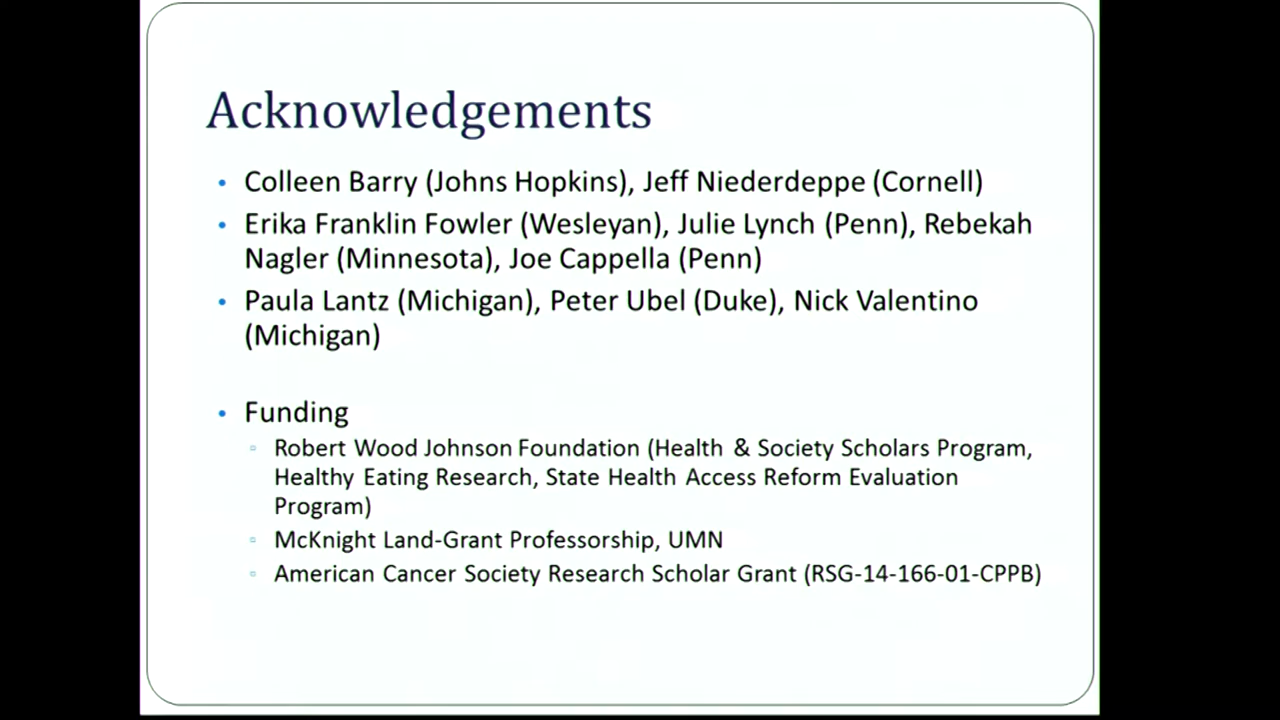 Acknowledgements
• Colleen Barry (Johns Hopkins), Jeff Niederdeppe (Cornell)
• Erika Franklin Fowler (Wesleyan), Julie Lynch (Penn), Rebekah
Nagler (Minnesota), Joe Cappella (Penn)
• Paula Lantz (Michigan), Peter Ubel (Duke), Nick Valentino
(Michigan)
• Funding
▫ Robert Wood Johnson Foundation (Health & Society Scholars Program,
Healthy Eating Research, State Health Access Reform Evaluation
Program)
▫ McKnight Land-Grant Professorship, UMN
▫ American Cancer Society Research Scholar Grant (RSG-14-166-01-CPPB)